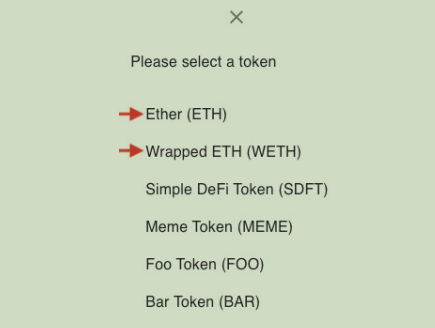 Please select a token
Ether (ETH)
Wrapped ETH (WETH)
Simple DeFi Token (SDFT)
Meme Token (MEME)
Foo Token (FOO)
Bar Token (BAR)